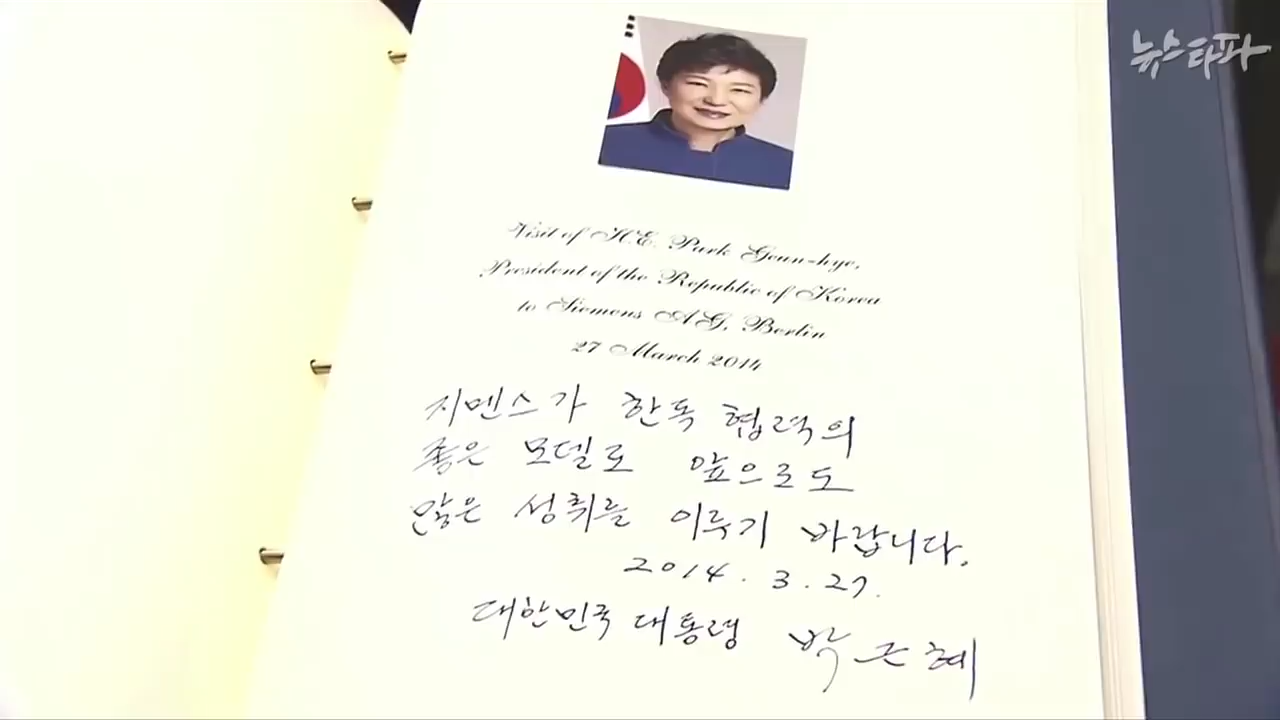 뉴스타파
Visit of H.E. Park Geun-hye,
President of the Republic of Korea
to Siemens AG, Berlin
27 March 2014
지멘스가 한독 협력의
좋은 모델로 앞으로도
많은 성취를 이루기 바랍니다.
2014. 3. 27.
대한민국 대통령 박근혜